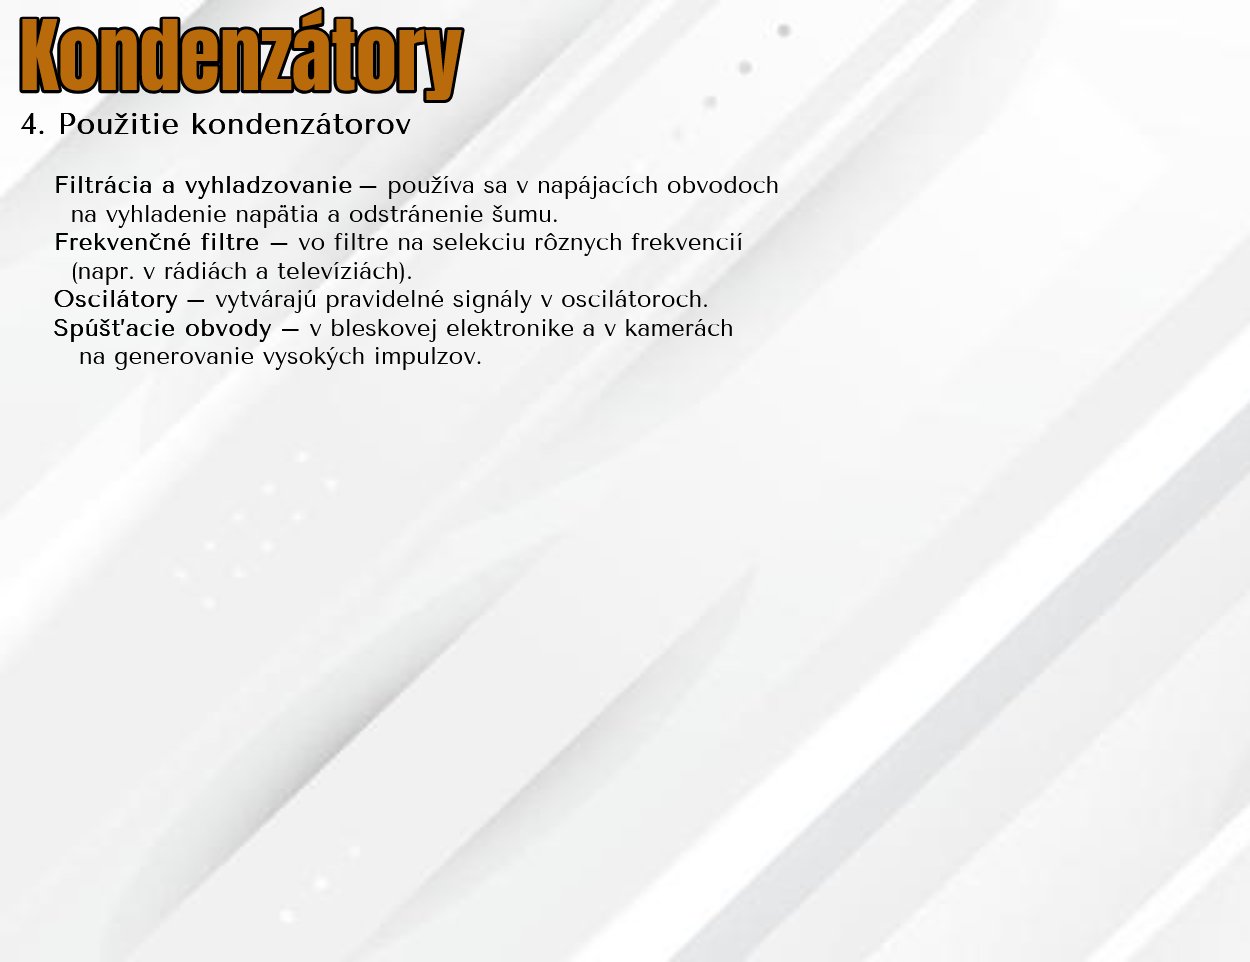 Kondenzátory
4. Použitie kondenzátorov
Filtrácia a vyhladzovanie – používa sa v napájacích obvodoch
na vyhladenie napätia a odstránenie šumu.
Frekvenčné filtre – vo filtre na selekciu rôznych frekvencií
(napr. v rádiách a televíziách).
Oscilátory – vytvárajú pravidelné signály v oscilátoroch.
Spúšťacie obvody – v bleskovej elektronike a v kamerách
na generovanie vysokých impulzov.